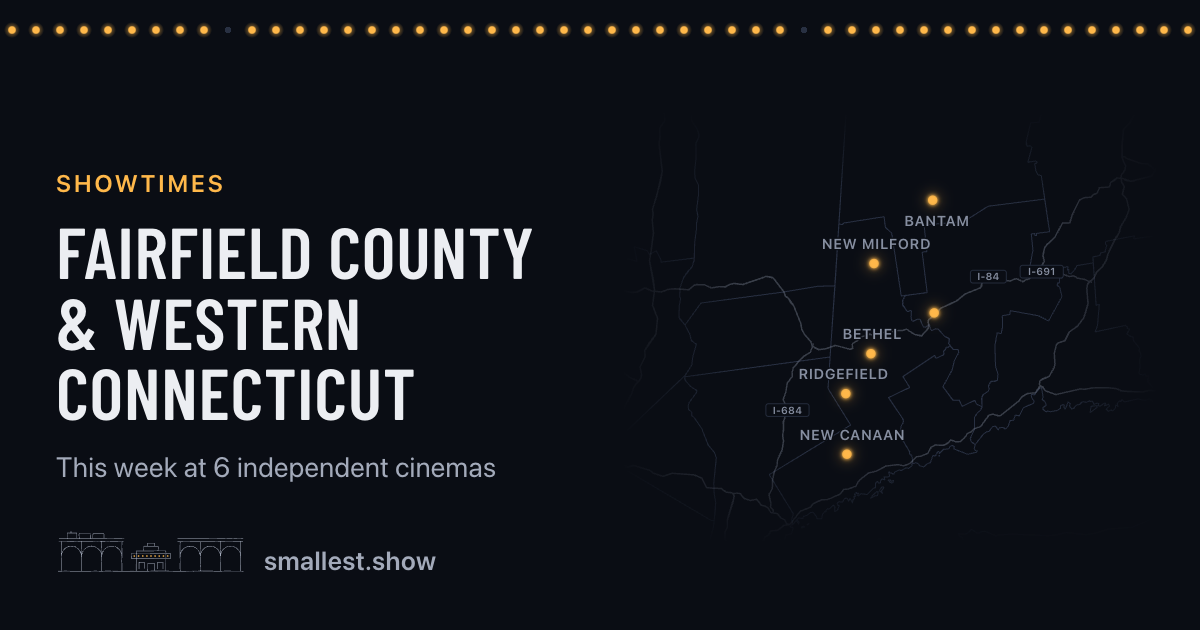 SHOWTIMES
FAIRFIELD COUNTY
& WESTERN
CONNECTICUT
This week at 6 independent cinemas
smallest.show
BANTAM
NEW MILFORD
I-84
I-691
BETHEL
RIDGEFIELD
I-684
NEW CANAAN